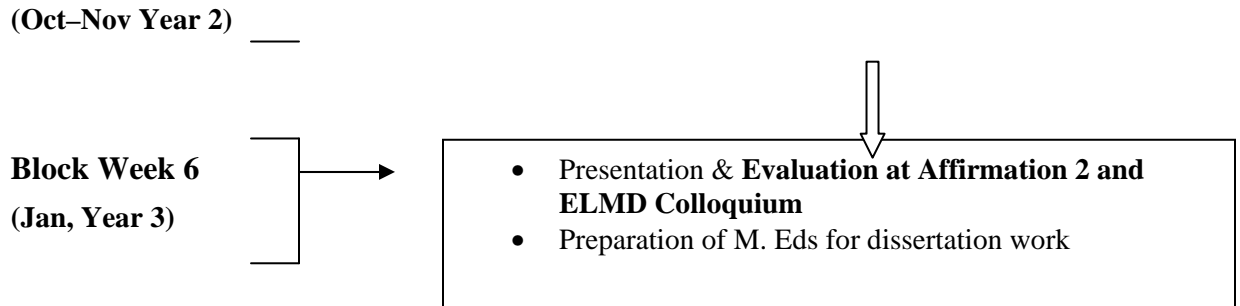 (Oct–Nov Year 2)
Block Week 6
(Jan, Year 3)
• Presentation & Evaluation at Affirmation 2 and
ELMD Colloquium
• Preparation of M. Eds for dissertation work